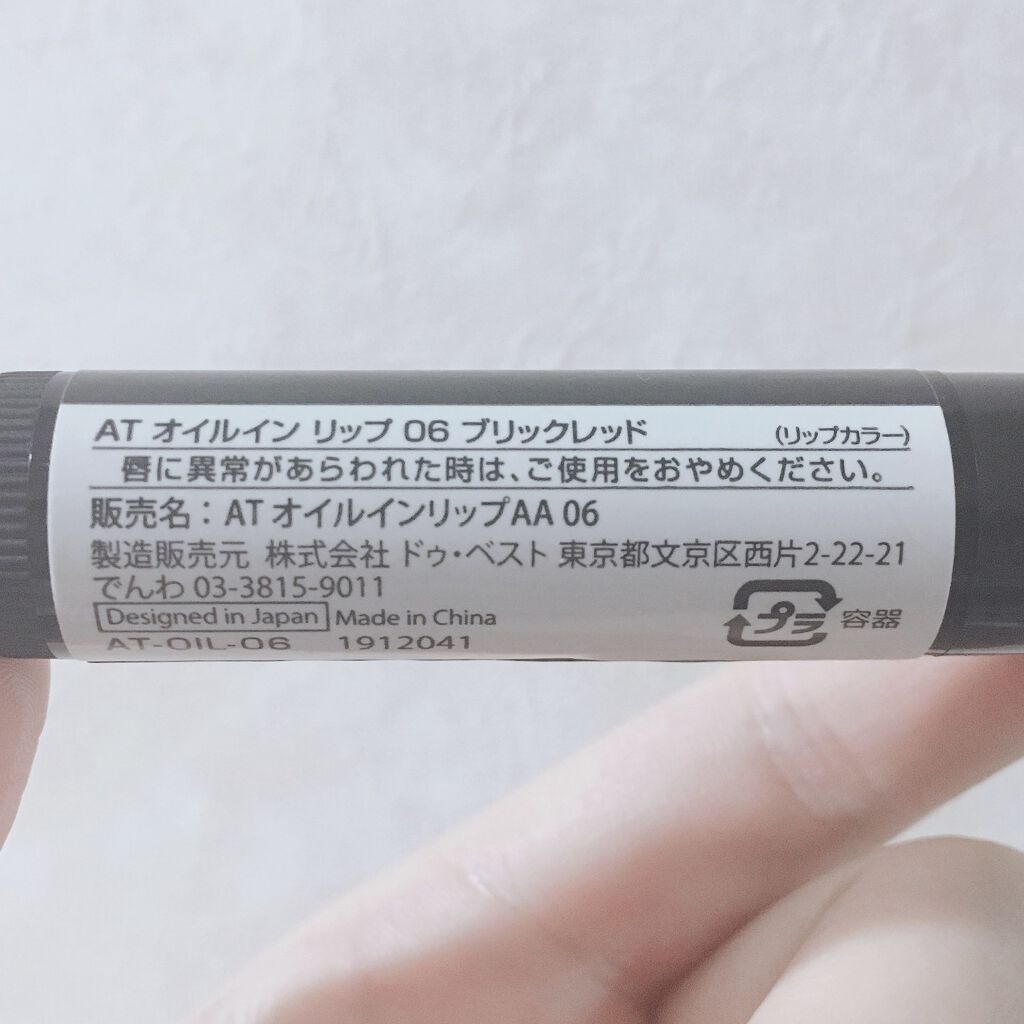 AT オイルイン リップ 06 ブリックレッド (リップカラー)
唇に異常があらわれた時は、ご使用をおやめください。
販売名：AT オイルインリップAA 06
製造販売元 株式会社 ドゥ・ベスト 東京都文京区西片2-22-21
でんわ 03-3815-9011
Designed in Japan Made in China
プラ 容器
AT-OIL-06 1912041